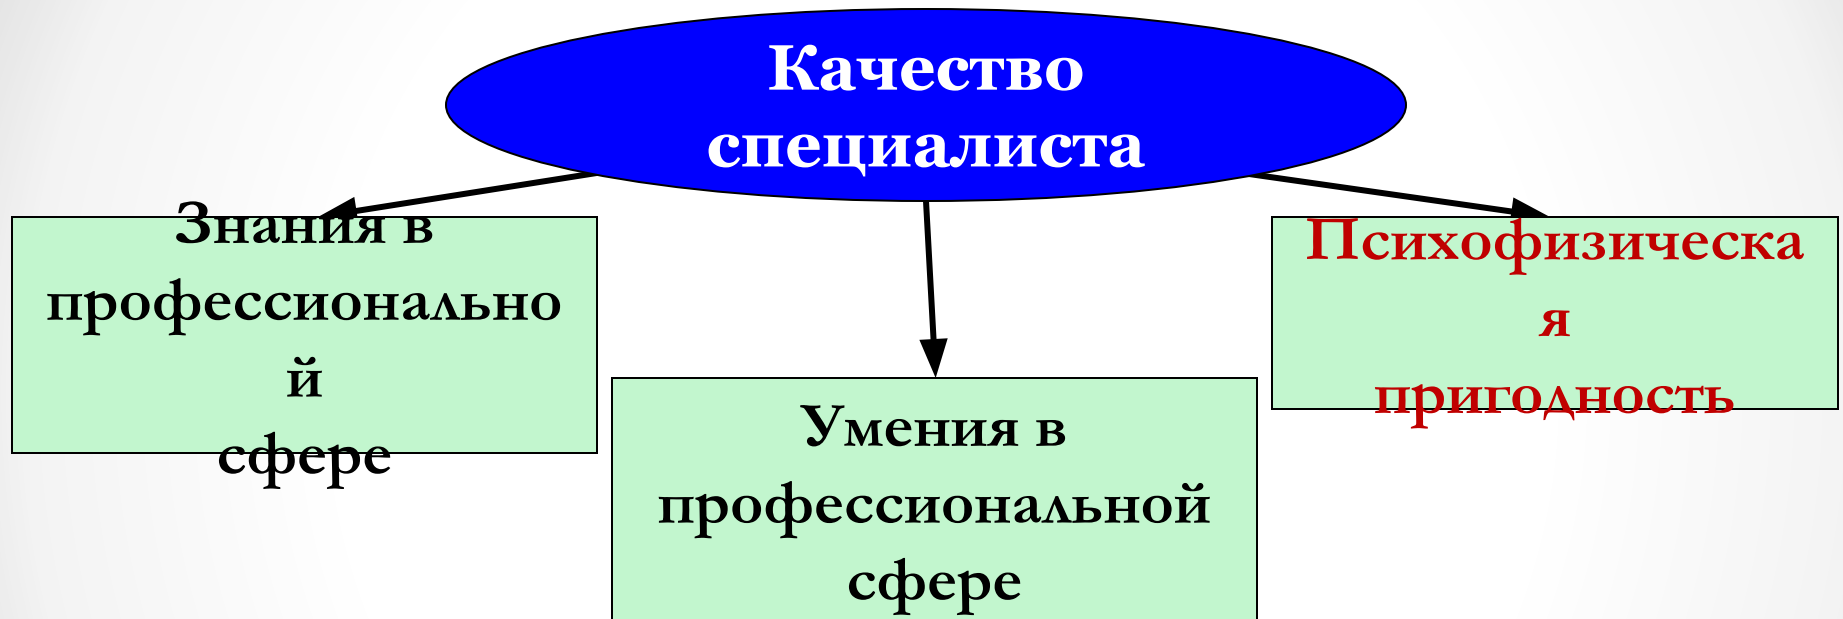 Качество
специалиста
Знания в
профессионально
й
сфере
Умения в
профессиональной
сфере
Психофизическа
я
пригодность